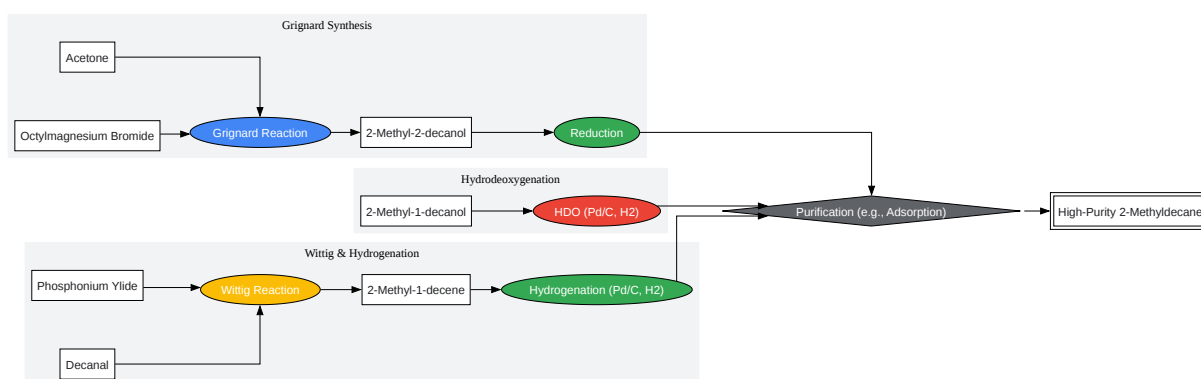 Grignard Synthesis
Acetone
Octylmagnesium Bromide
Grignard Reaction
2-Methyl-2-decanol
Reduction
Hydrodeoxygenation
2-Methyl-1-decanol
HDO (Pd/C, H2)
Purification (e.g., Adsorption)
High-Purity 2-Methyldecane
Wittig & Hydrogenation
Phosphonium Ylide
Wittig Reaction
2-Methyl-1-decene
Hydrogenation (Pd/C, H2)
Decanal